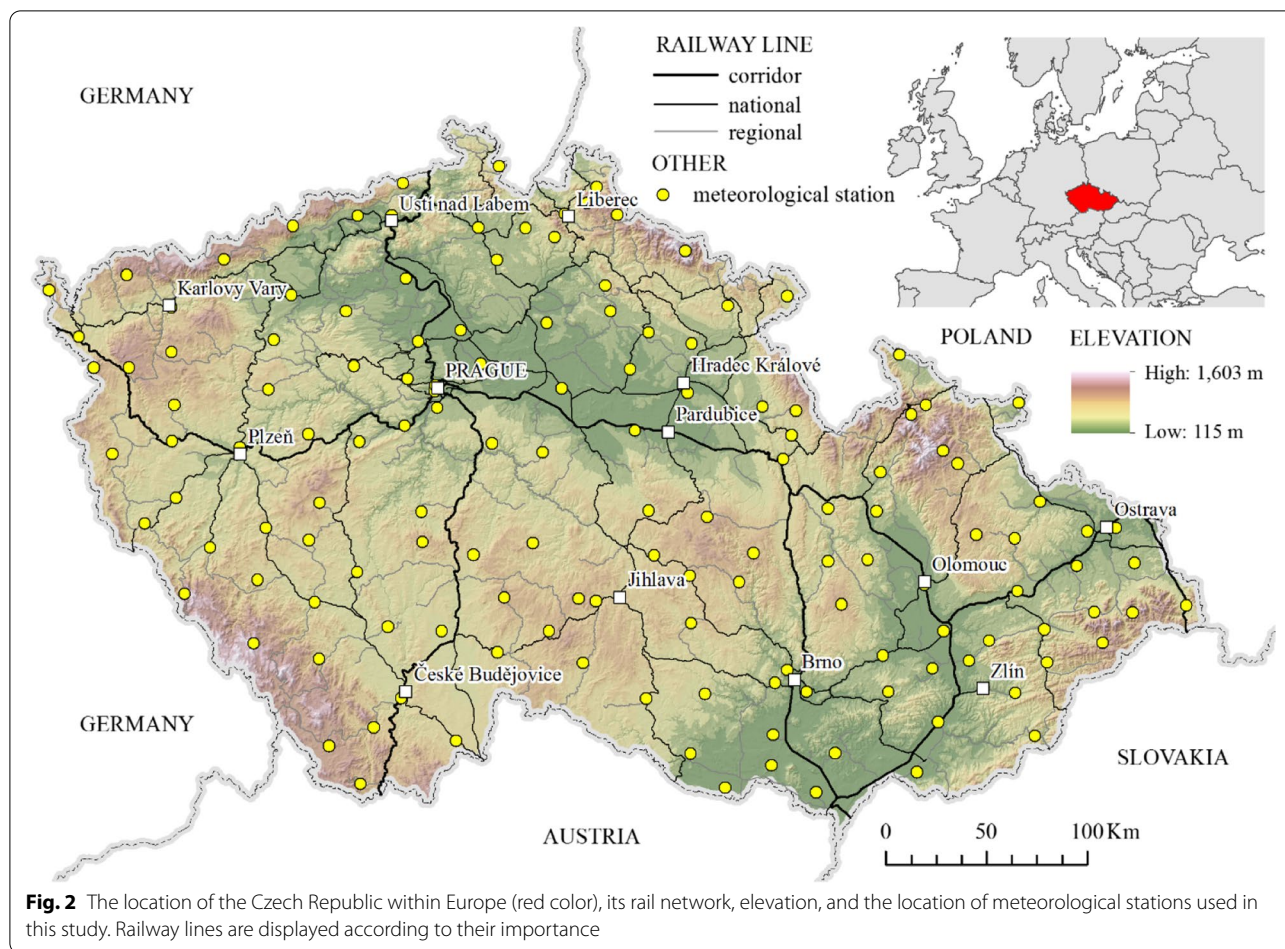 GERMANY
RAILWAY LINE
corridor
national
regional
OTHER
meteorological station
Ústí nad Labem
Liberec
Karlovy Vary
POLAND
ELEVATION
High: 1,603 m
Low: 115 m
Hradec Králové
PRAGUE
Pardubice
Plzeň
Ostrava
Olomouc
Jihlava
Brno
Zlín
České Budějovice
GERMANY
SLOVAKIA
AUSTRIA
0 50 100 Km
Fig. 2 The location of the Czech Republic within Europe (red color), its rail network, elevation, and the location of meteorological stations used in
this study. Railway lines are displayed according to their importance